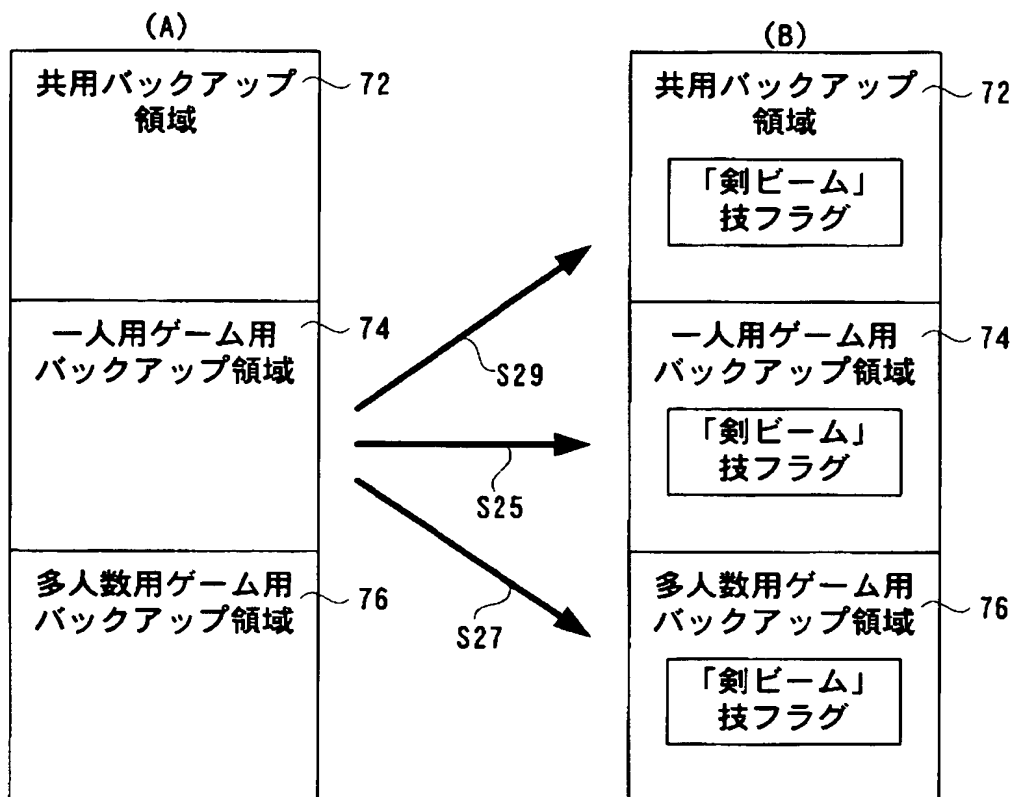 (A)
共用バックアップ
領域
72
一人用ゲーム用
バックアップ領域
74
多人数用ゲーム用
バックアップ領域
76
S29
S25
S27
(B)
共用バックアップ
領域
72
「剣ビーム」
技フラグ
一人用ゲーム用
バックアップ領域
74
「剣ビーム」
技フラグ
多人数用ゲーム用
バックアップ領域
76
「剣ビーム」
技フラグ